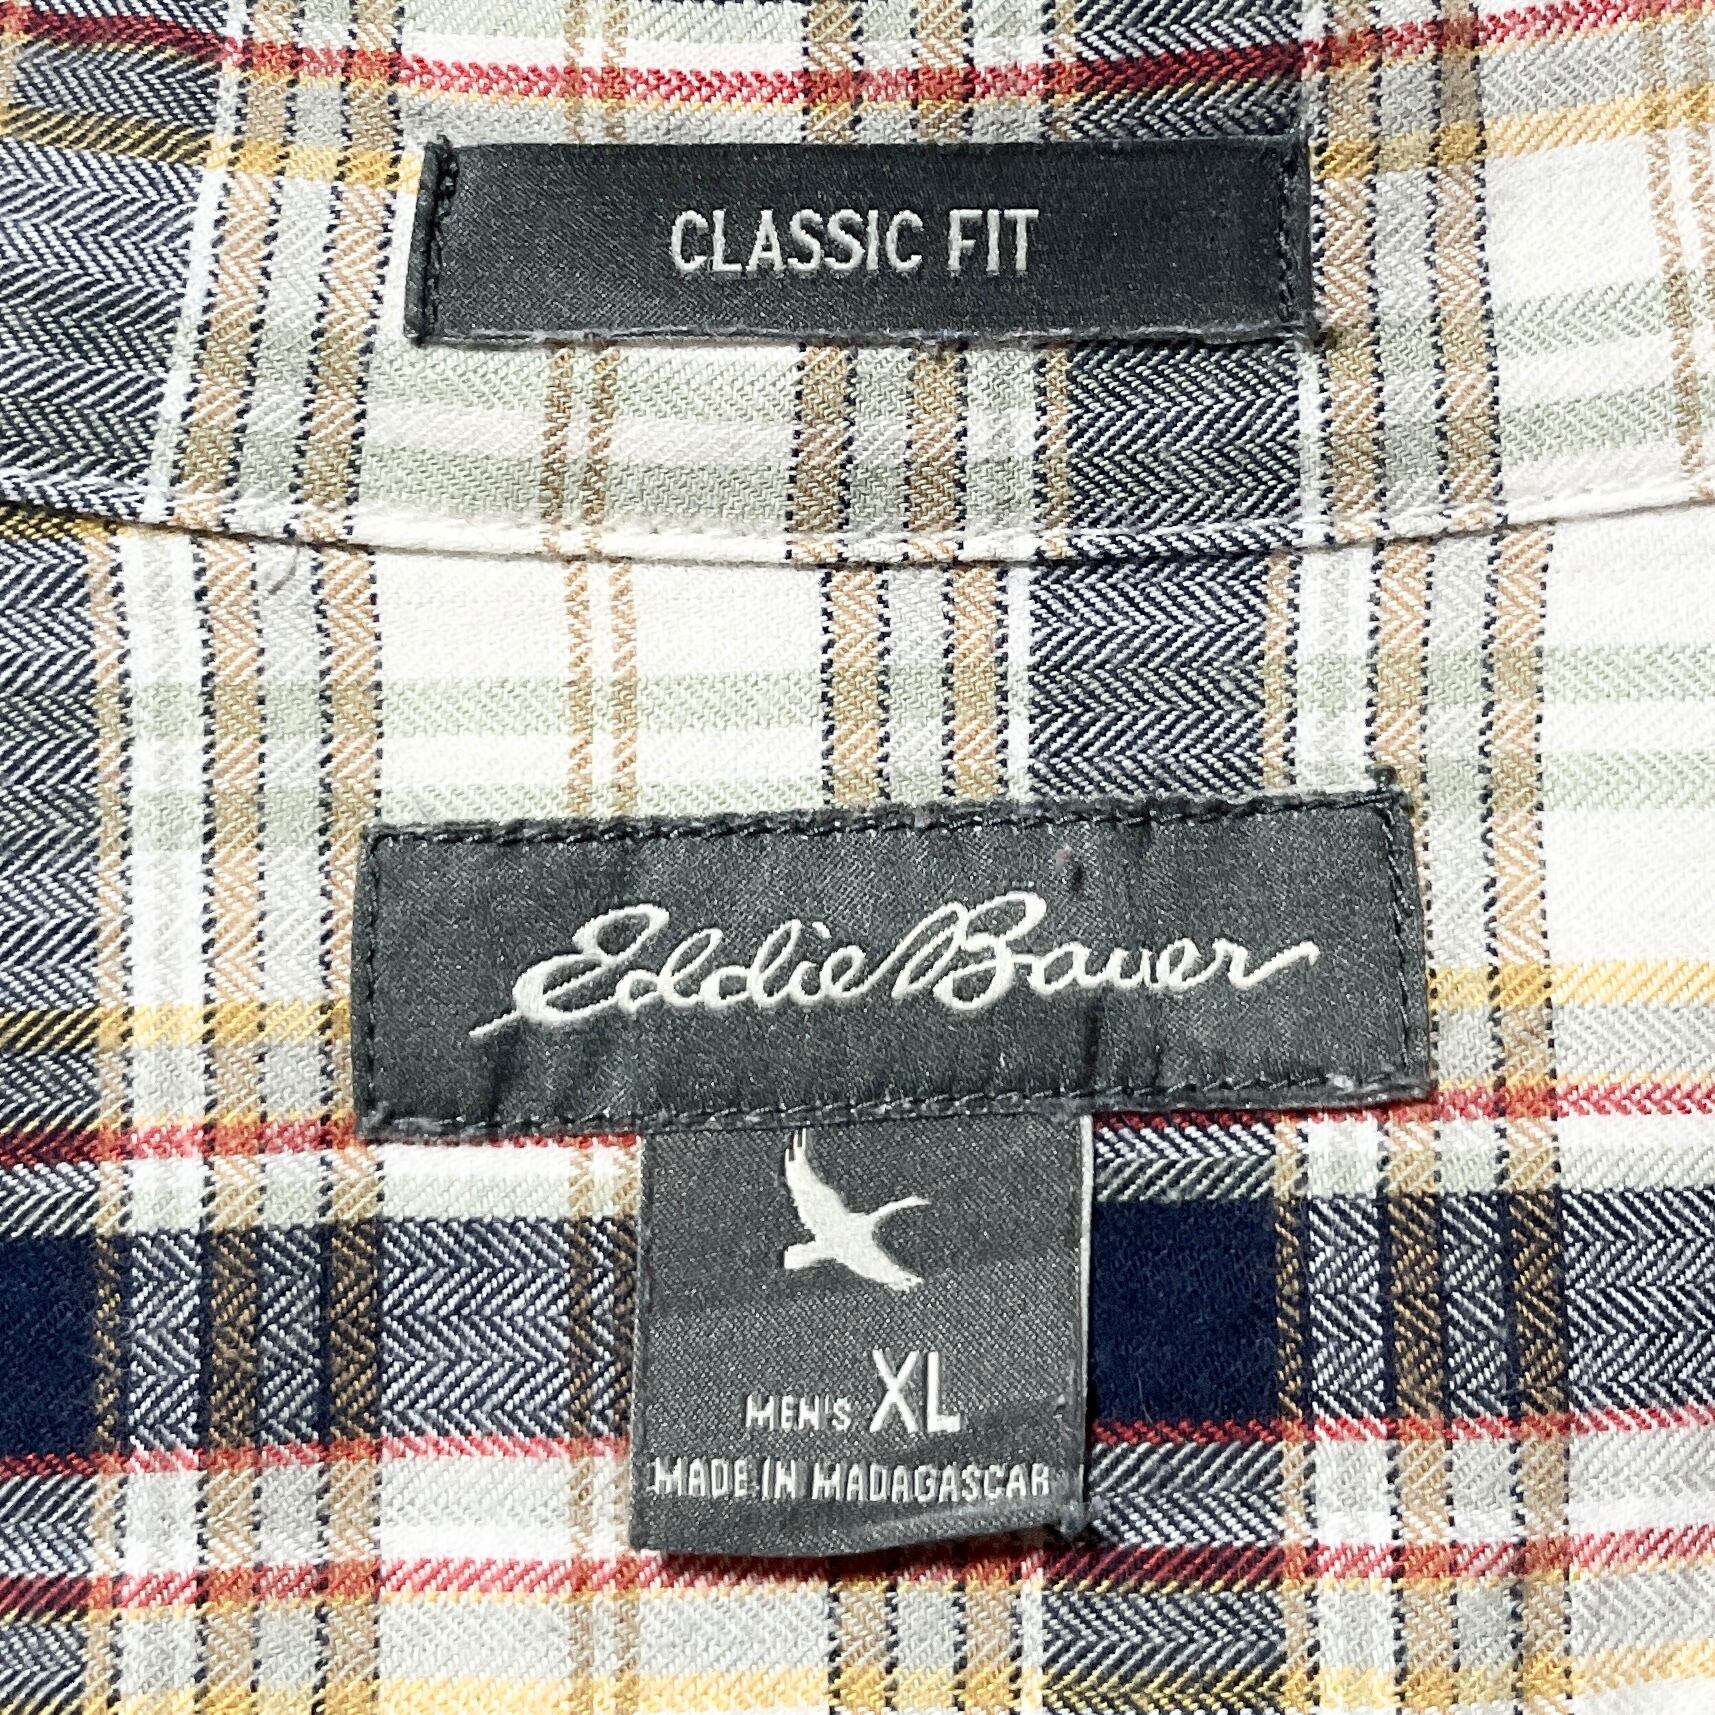 CLASSIC FIT
Eddie Bauer
MEN'S XL
MADE IN MADAGASCAR